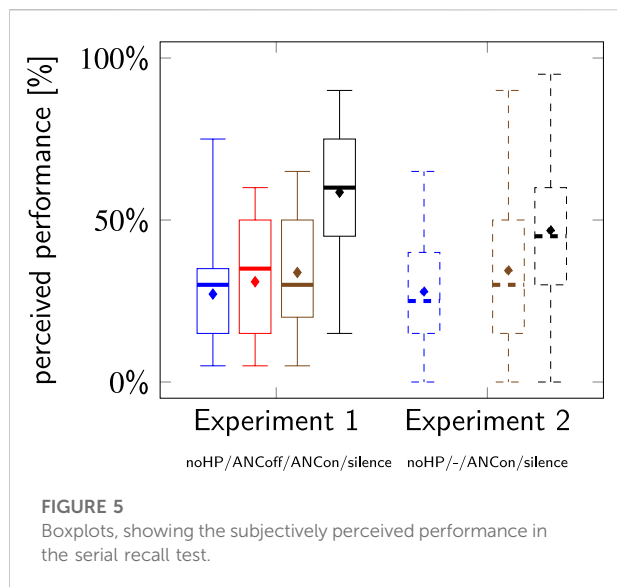 perceived performance [%]
100%
50%
0%
Experiment 1
Experiment 2
noHP/ANCoff/ANCon/silence
noHP/-/ANCon/silence
FIGURE 5
Boxplots, showing the subjectively perceived performance in
the serial recall test.